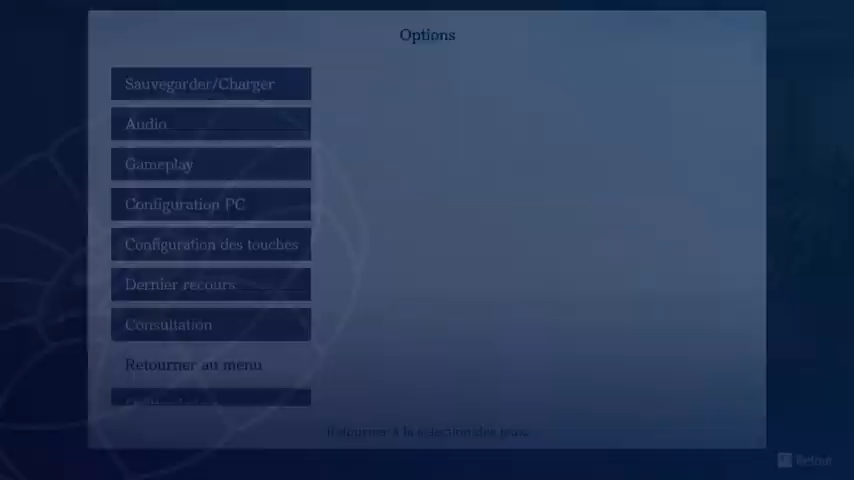 Options
Sauvegarder/Charger
Audio
Gameplay
Configuration PC
Configuration des touches
Dernier recours
Consultation
Retourner au menu
Retourner à la sélection des jeux.
Retour